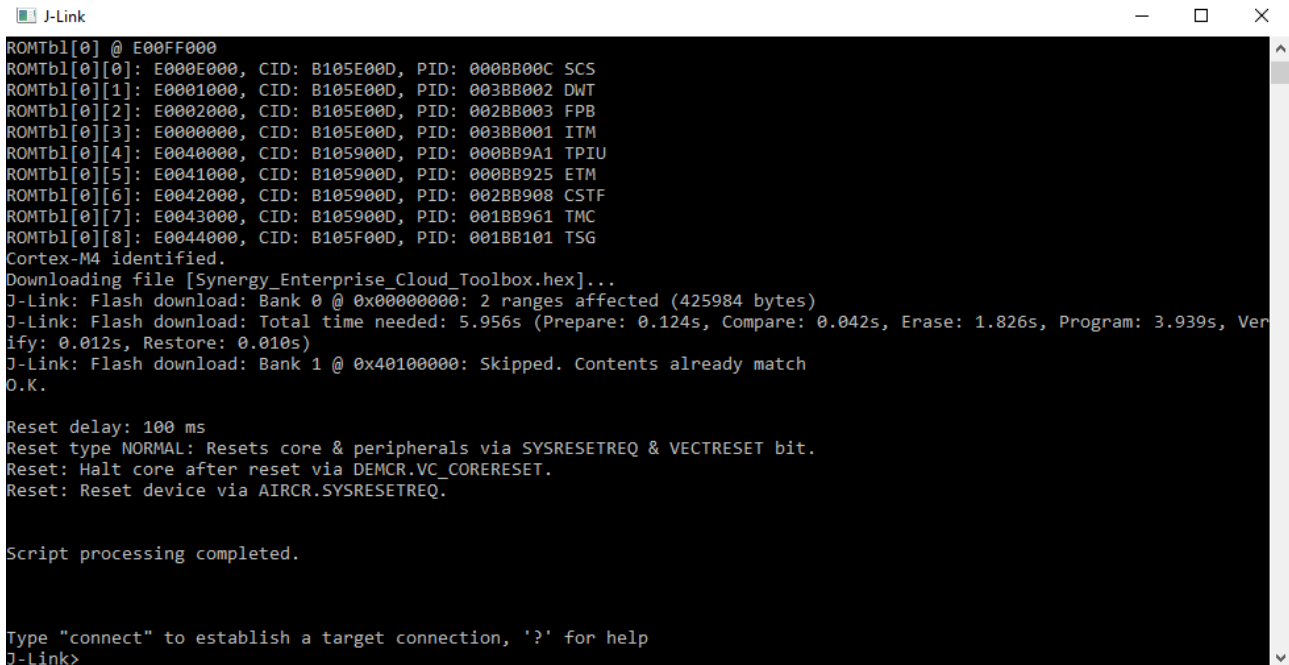 J-Link
ROMTbl[0] @ E00FF000
ROMTbl[0][0]: E000E000, CID: B105E00D, PID: 000BB00C SCS
ROMTbl[0][1]: E0001000, CID: B105E00D, PID: 003BB002 DWT
ROMTbl[0][2]: E0002000, CID: B105E00D, PID: 002BB003 FPB
ROMTbl[0][3]: E0000000, CID: B105E00D, PID: 003BB001 ITM
ROMTbl[0][4]: E0040000, CID: B105900D, PID: 000BB9A1 TPIU
ROMTbl[0][5]: E0041000, CID: B105900D, PID: 000BB925 ETM
ROMTbl[0][6]: E0042000, CID: B105900D, PID: 002BB908 CSTF
ROMTbl[0][7]: E0043000, CID: B105900D, PID: 001BB961 TMC
ROMTbl[0][8]: E0044000, CID: B105F00D, PID: 001BB101 TSG
Cortex-M4 identified.
Downloading file [Synergy_Enterprise_Cloud_Toolbox.hex]...
J-Link: Flash download: Bank 0 @ 0x00000000: 2 ranges affected (425984 bytes)
J-Link: Flash download: Total time needed: 5.956s (Prepare: 0.124s, Compare: 0.042s, Erase: 1.826s, Program: 3.939s, Ver
ify: 0.012s, Restore: 0.010s)
J-Link: Flash download: Bank 1 @ 0x40100000: Skipped. Contents already match
O.K.
Reset delay: 100 ms
Reset type NORMAL: Resets core & peripherals via SYSRESETREQ & VECTRESET bit.
Reset: Halt core after reset via DEMCR.VC_CORERESET.
Reset: Reset device via AIRCR.SYSRESETREQ.
Script processing completed.
Type "connect" to establish a target connection, '?' for help
J-Link>